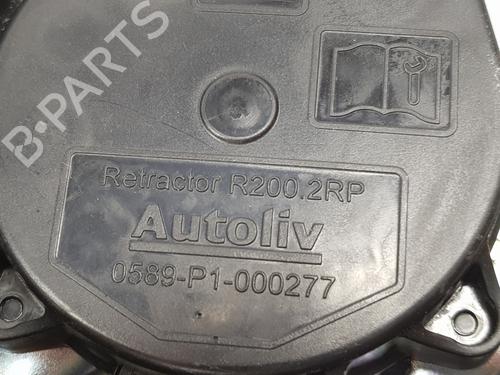 B-PARTS
Retractor R200.2RP
Autoliv
0589-P1-000277